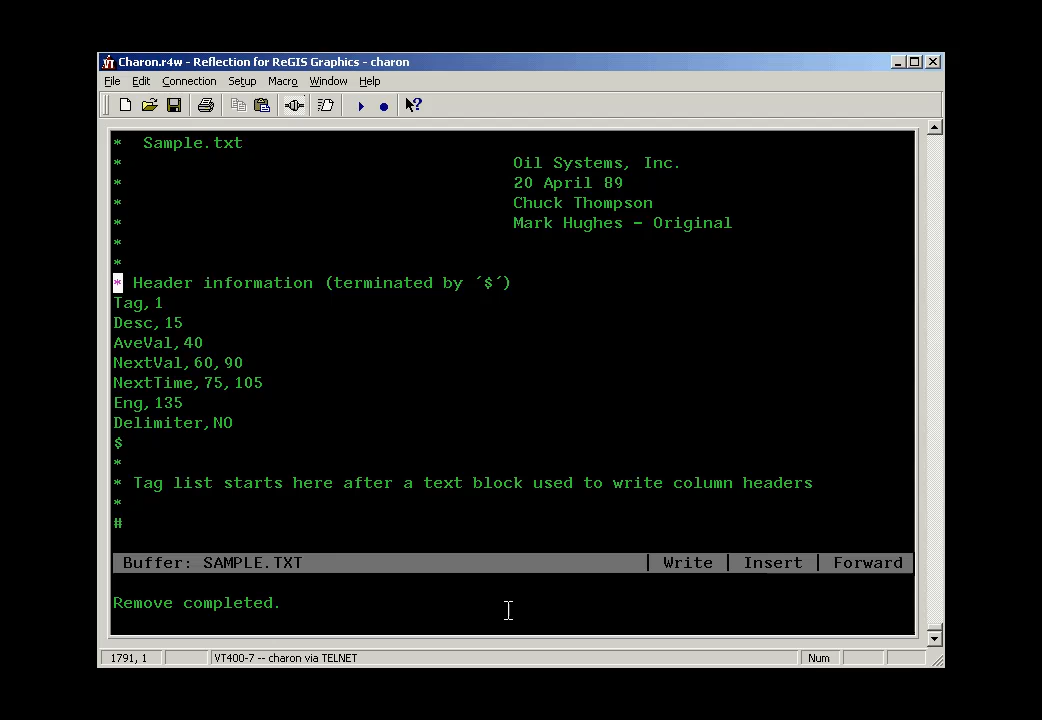 Charon.r4w - Reflection for ReGIS Graphics - charon
File Edit Connection Setup Macro Window Help
* Sample.txt
* Oil Systems, Inc.
* 20 April 89
* Chuck Thompson
* Mark Hughes - Original
*
*
* Header information (terminated by ´$´)
Tag,1
Desc,15
AveVal,40
NextVal,60,90
NextTime,75,105
Eng,135
Delimiter,NO
$
*
* Tag list starts here after a text block used to write column headers
*
#
Buffer: SAMPLE.TXT | Write | Insert | Forward
Remove completed.
1791, 1 VT400-7 -- charon via TELNET Num